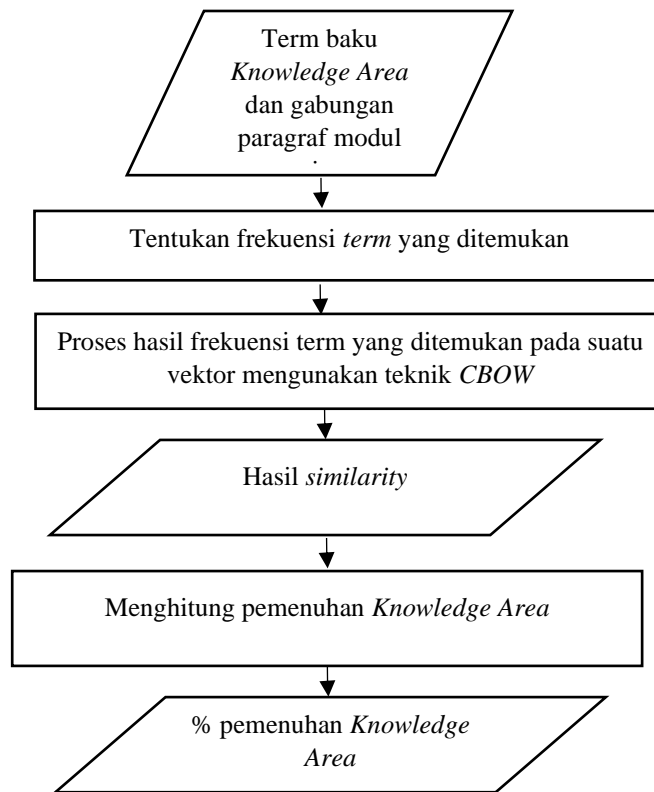 Term baku
Knowledge Area
dan gabungan
paragraf modul
.
Tentukan frekuensi term yang ditemukan
Proses hasil frekuensi term yang ditemukan pada suatu
vektor mengunakan teknik CBOW
Hasil similarity
Menghitung pemenuhan Knowledge Area
% pemenuhan Knowledge
Area